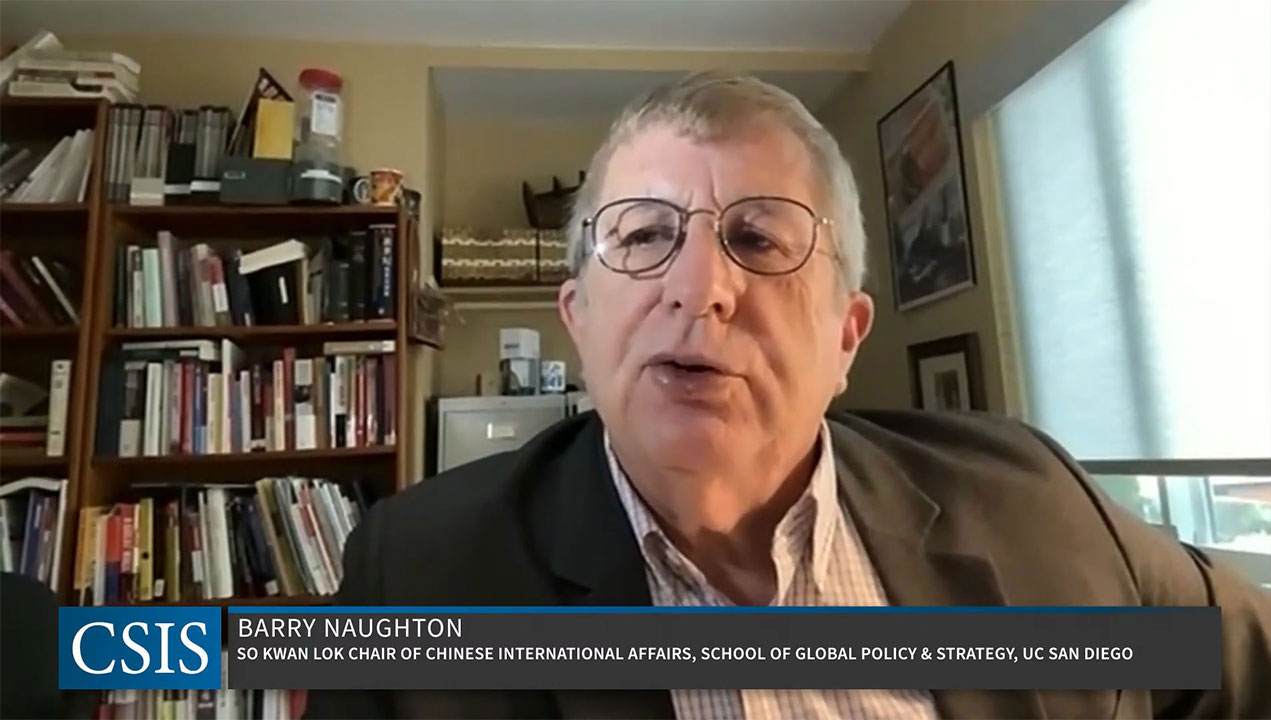 CSIS
BARRY NAUGHTON
SO KWAN LOK CHAIR OF CHINESE INTERNATIONAL AFFAIRS, SCHOOL OF GLOBAL POLICY & STRATEGY, UC SAN DIEGO